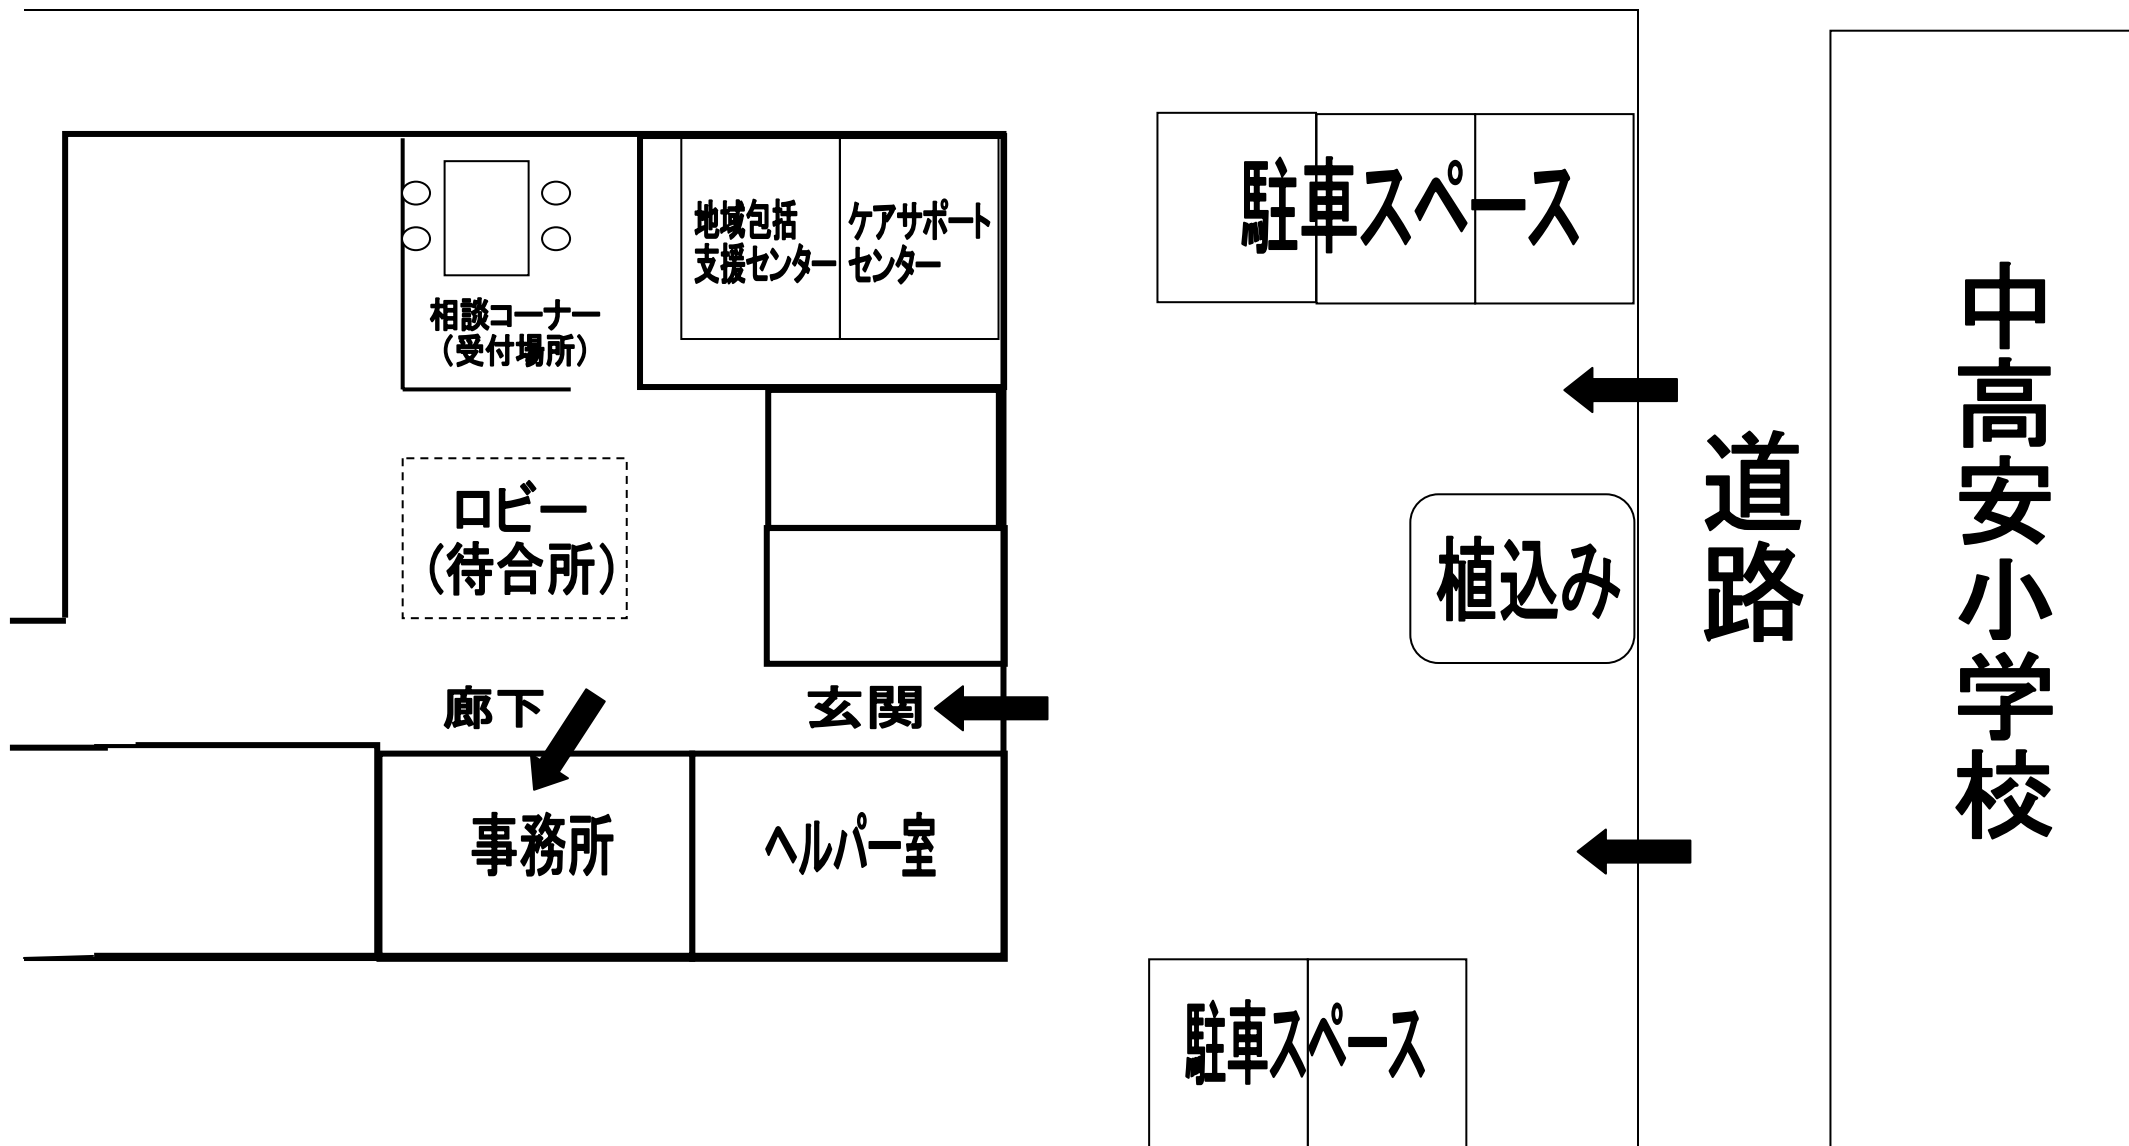 地域包括
支援センター
ケアサポート
センター
相談コーナー
（受付場所）
ロビー
（待合所）
廊下
玄関
事務所
ヘルパー室
駐車スペース
植込み
駐車スペース
道路
中高安小学校